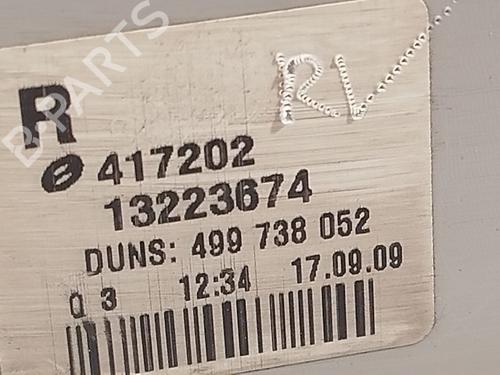 R
RV
417202
13223674
DUNS: 499 738 052
Q 3 12:34 17.09.09
B-PARTS